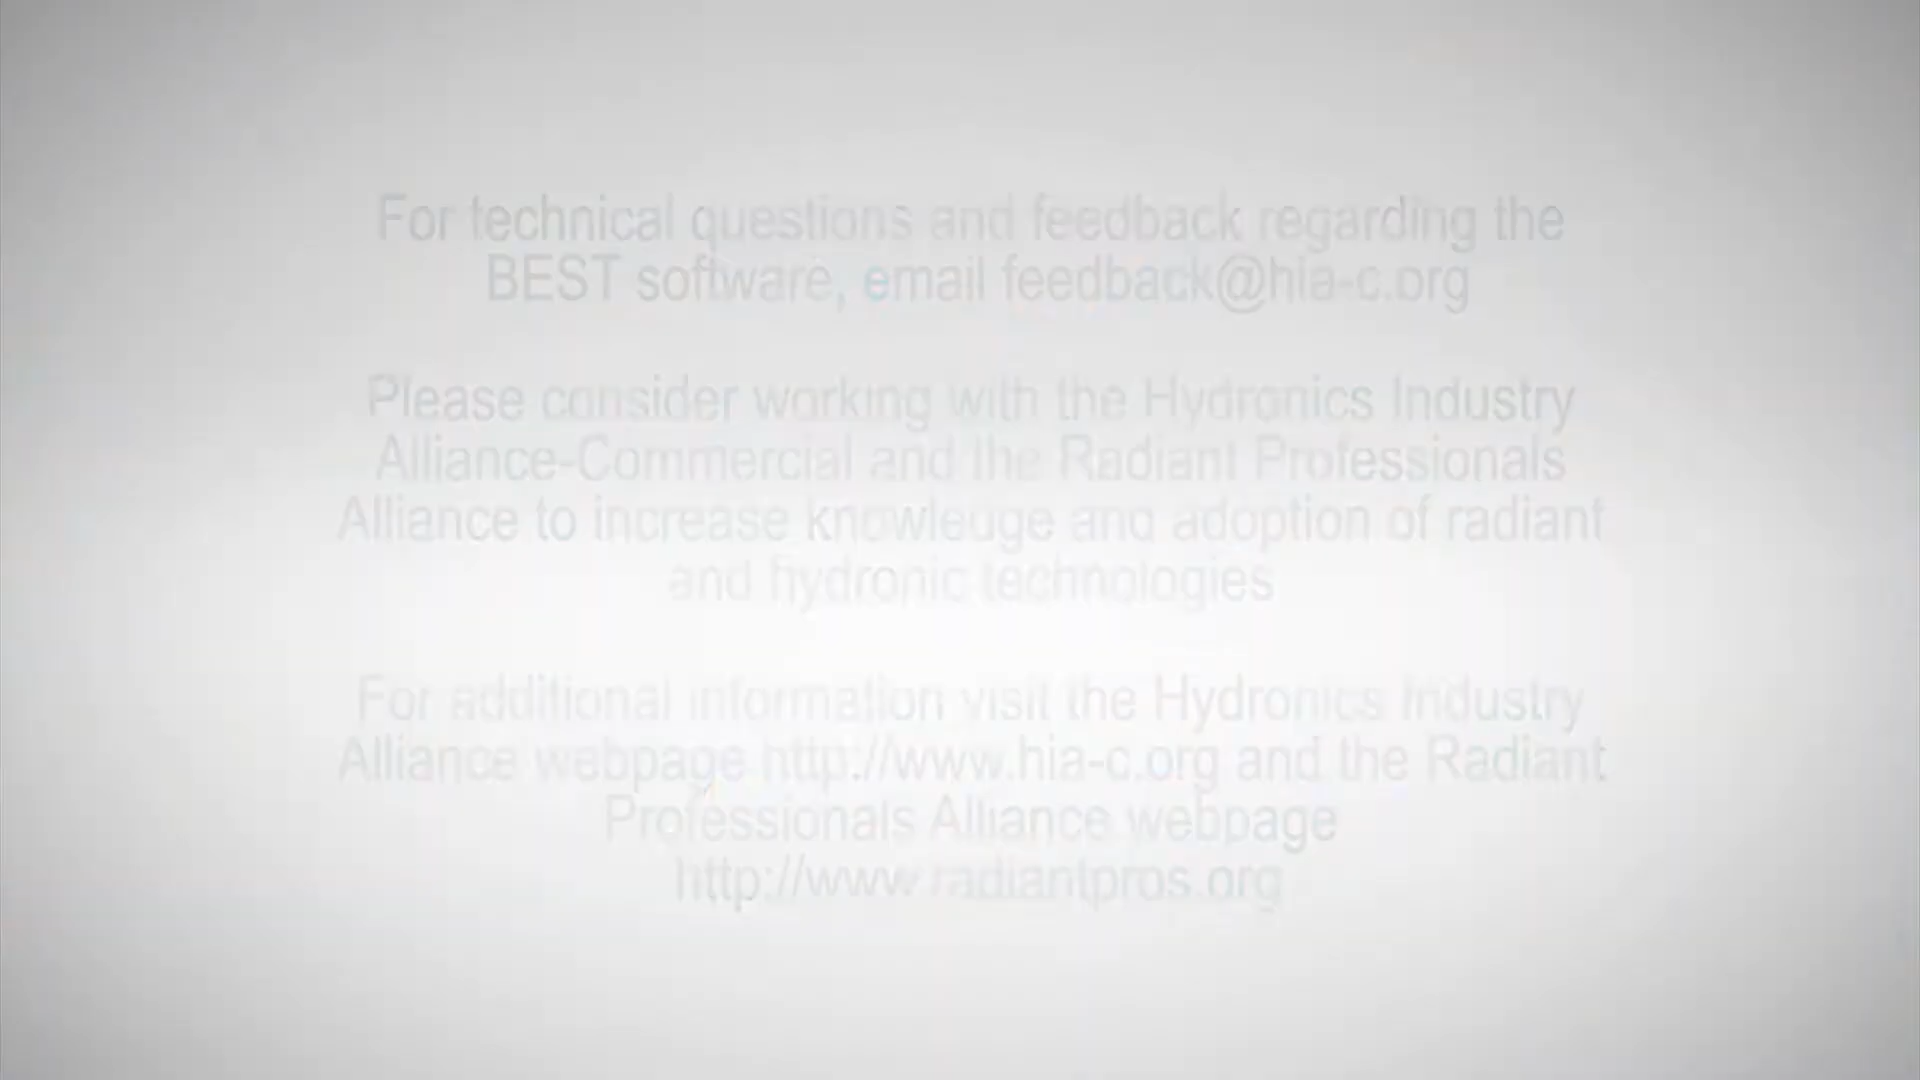 For technical questions and feedback regarding the
BEST software, email feedback@hia-c.org
Please consider working with the Hydronics Industry
Alliance-Commercial and the Radiant Professionals
Alliance to increase knowledge and adoption of radiant
and hydronic technologies
For additional information visit the Hydronics Industry
Alliance webpage http://www.hia-c.org and the Radiant
Professionals Alliance webpage
http://www.radiantpros.org